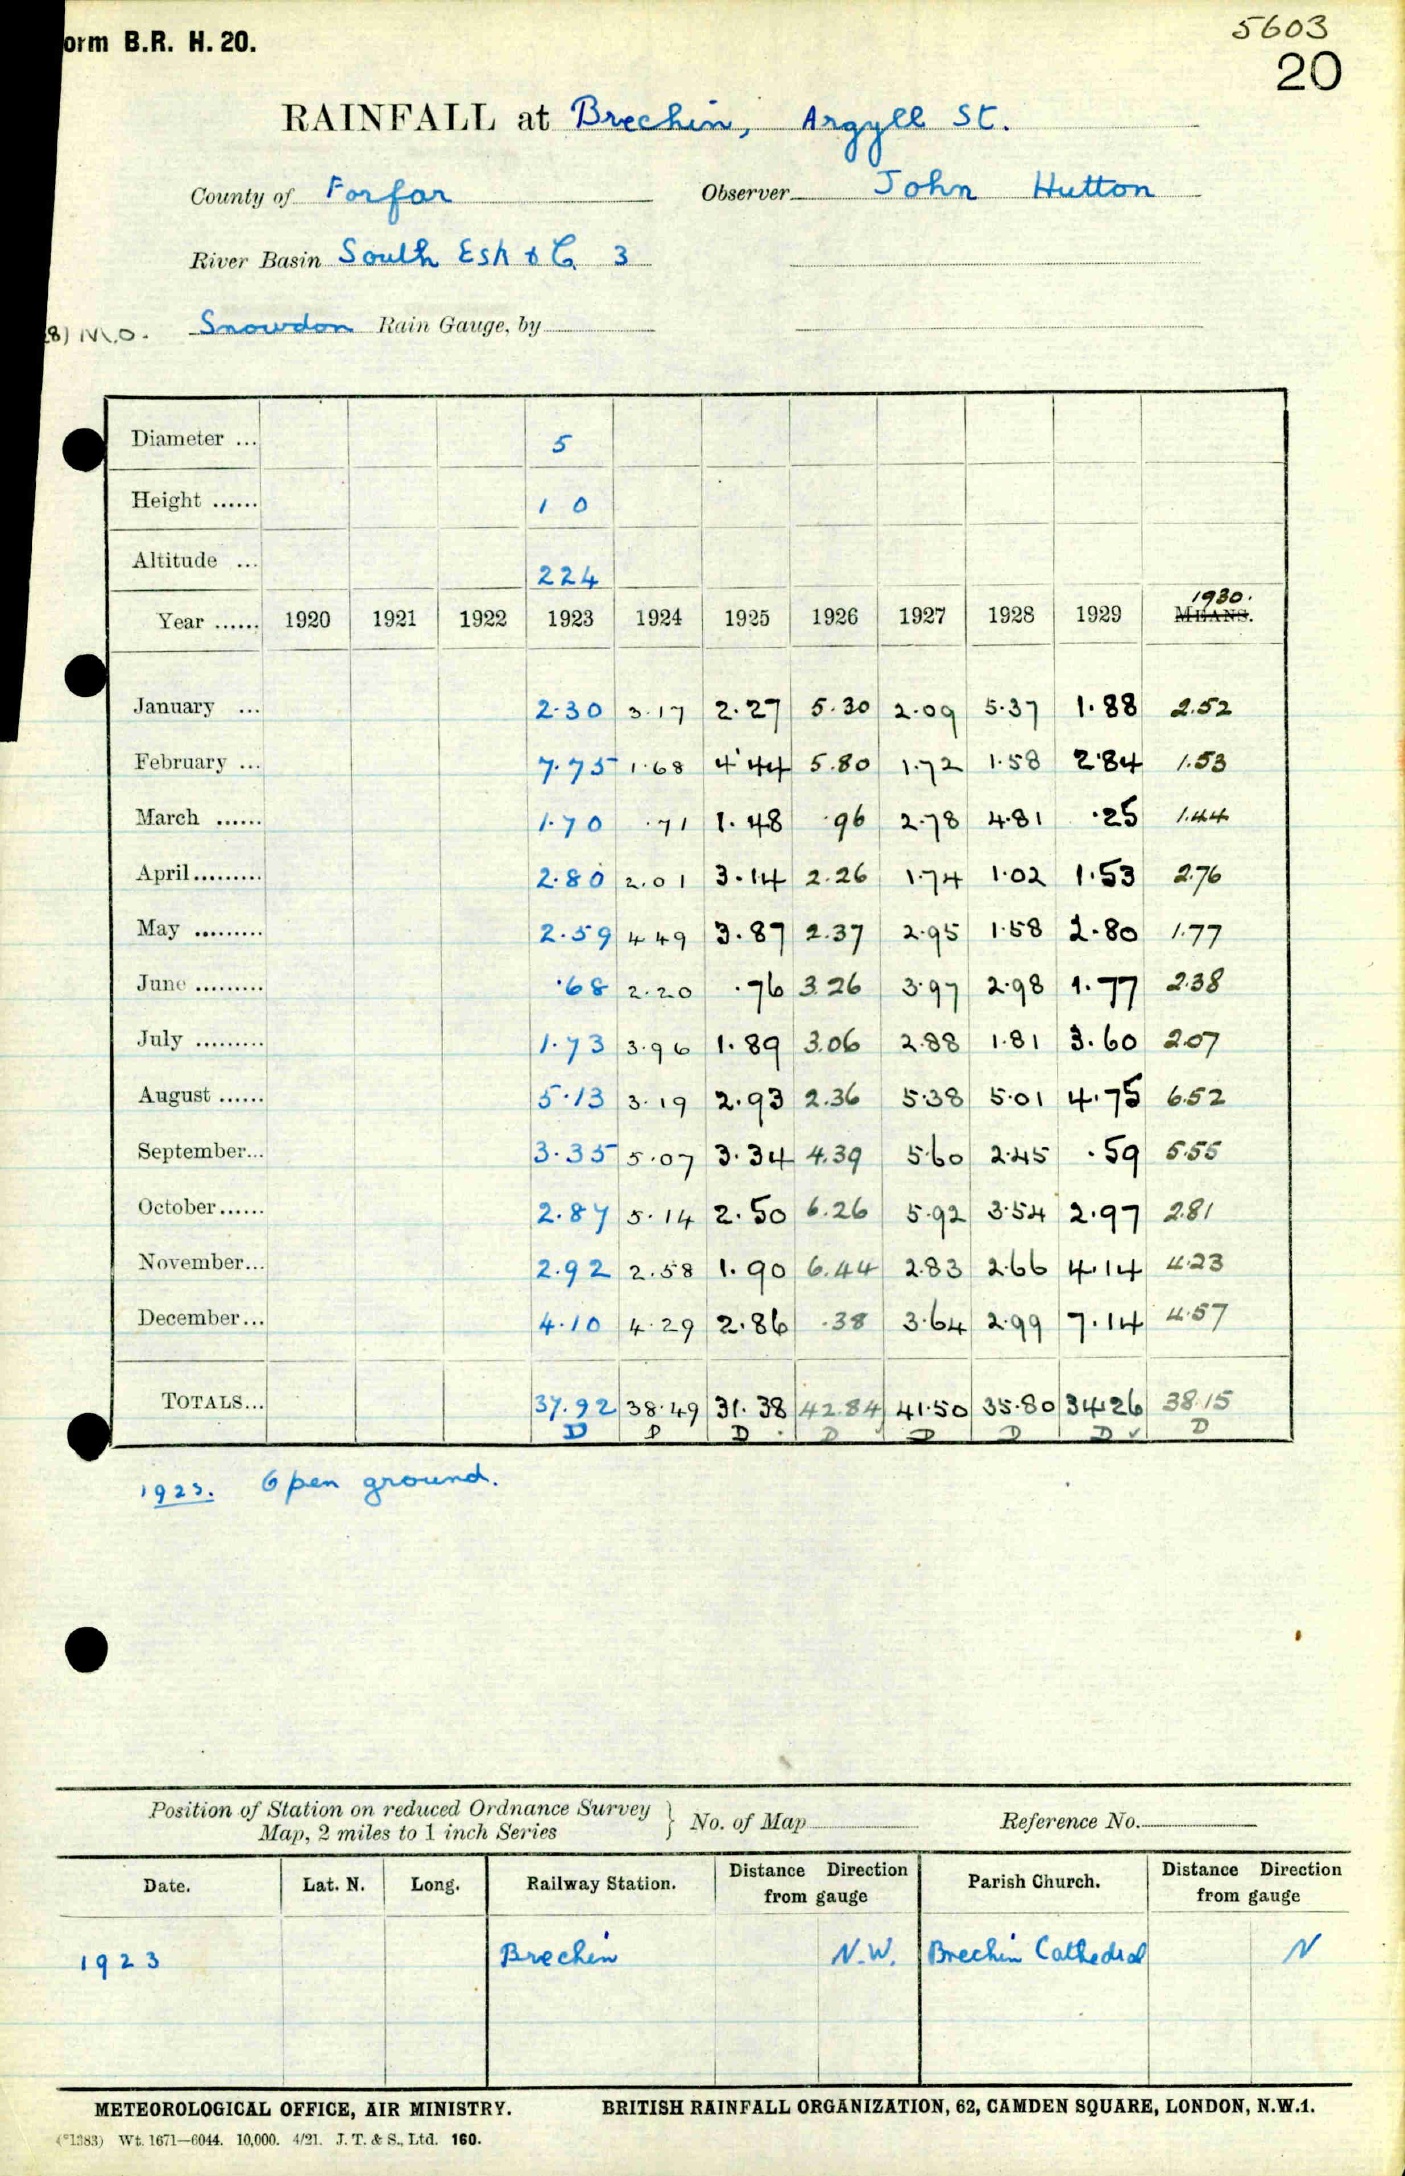 orm B.R. H. 20.
5603
20
RAINFALL at Brechin, Argyll St.
County of Forfar Observer John Hutton
River Basin South Esk & C. 3
8) M.O. Snowdon Rain Gauge, by
Diameter ... 5
Height ...... 1 0
Altitude ... 224
1930.
Year ...... 1920 1921 1922 1923 1924 1925 1926 1927 1928 1929 MEANS.
January ... 2.30 3.17 2.27 5.30 2.09 5.37 1.88 2.52
February ... 7.75 1.68 4.44 5.80 1.72 1.58 2.84 1.53
March ...... 1.70 .71 1.48 .96 2.78 4.81 .25 1.44
April......... 2.80 2.01 3.14 2.26 1.74 1.02 1.53 2.76
May ......... 2.59 4 49 3.87 2.37 2.95 1.58 2.80 1.77
June ......... .68 2.20 .76 3.26 3.97 2.98 1.77 2.38
July ......... 1.73 3.96 1.89 3.06 2.88 1.81 3.60 2.07
August ...... 5.13 3.19 2.93 2.36 5.38 5.01 4.75 6.52
September... 3.35 5.07 3.34 4.39 5.60 2.45 .59 5.55
October...... 2.87 5.14 2.50 6.26 5.92 3.54 2.97 2.81
November... 2.92 2.58 1.90 6.44 2.83 2.66 4.14 4.23
December... 4.10 4.29 2.86 .38 3.64 2.99 7.14 4.57
TOTALS... 37.92 38.49 31.38 42.84 41.50 35.80 34.26 38.15
D D D D D D D D
1923. Open ground.
Position of Station on reduced Ordnance Survey
Map, 2 miles to 1 inch Series } No. of Map Reference No.
Date. Lat. N. Long. Railway Station. Distance Direction from gauge Parish Church. Distance Direction from gauge
1923 Brechin N.W. Brechin Cathedral N
METEOROLOGICAL OFFICE, AIR MINISTRY. BRITISH RAINFALL ORGANIZATION, 62, CAMDEN SQUARE, LONDON, N.W.1.
(*1383) Wt. 1671—6044. 10,000. 4/21. J. T. & S., Ltd. 160.